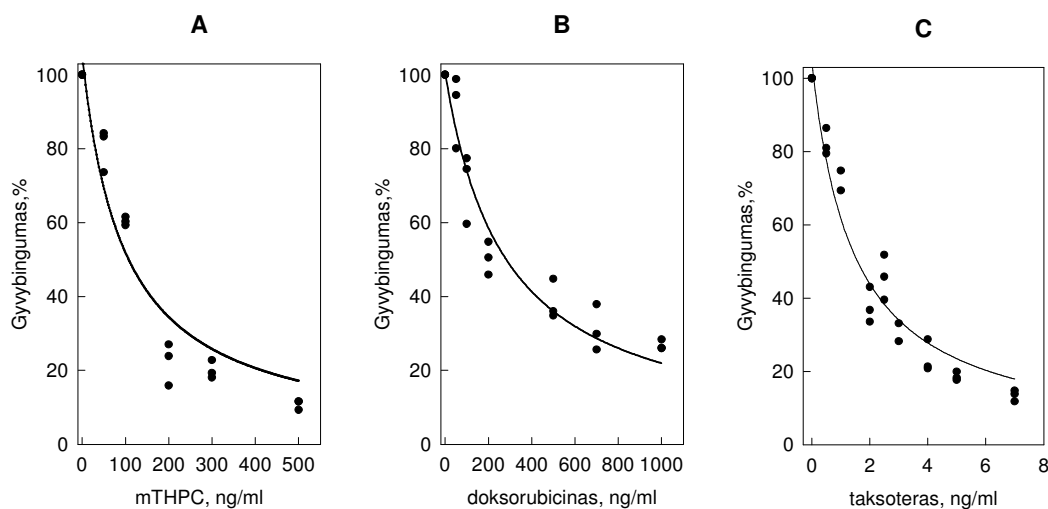 A
B
C
Gyvybingumas,%
100
80
60
40
20
0
0 100 200 300 400 500
mTHPC, ng/ml
Gyvybingumas,%
100
80
60
40
20
0
0 200 400 600 800 1000
doksorubicinas, ng/ml
Gyvybingumas,%
100
80
60
40
20
0
0 2 4 6 8
taksoteras, ng/ml